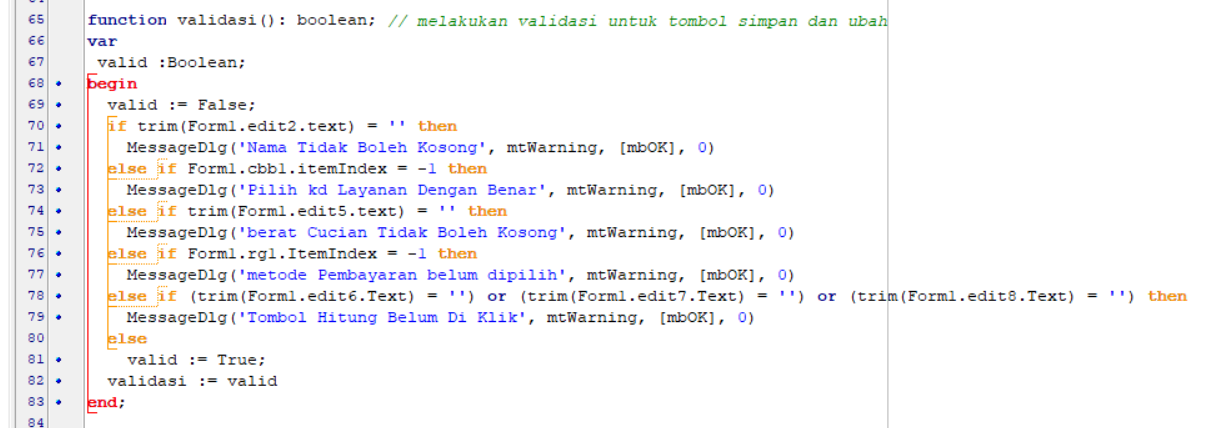 65 function validasi(): boolean; // melakukan validasi untuk tombol simpan dan ubah
66 var
67  valid :Boolean;
68 begin
69   valid := False;
70   if trim(Form1.edit2.text) = '' then
71     MessageDlg('Nama Tidak Boleh Kosong', mtWarning, [mbOK], 0)
72   else if Form1.cbb1.itemIndex = -1 then
73     MessageDlg('Pilih kd Layanan Dengan Benar', mtWarning, [mbOK], 0)
74   else if trim(Form1.edit5.text) = '' then
75     MessageDlg('berat Cucian Tidak Boleh Kosong', mtWarning, [mbOK], 0)
76   else if Form1.rg1.ItemIndex = -1 then
77     MessageDlg('metode Pembayaran belum dipilih', mtWarning, [mbOK], 0)
78   else if (trim(Form1.edit6.Text) = '') or (trim(Form1.edit7.Text) = '') or (trim(Form1.edit8.Text) = '') then
79     MessageDlg('Tombol Hitung Belum Di Klik', mtWarning, [mbOK], 0)
80   else
81     valid := True;
82   validasi := valid
83 end;
84